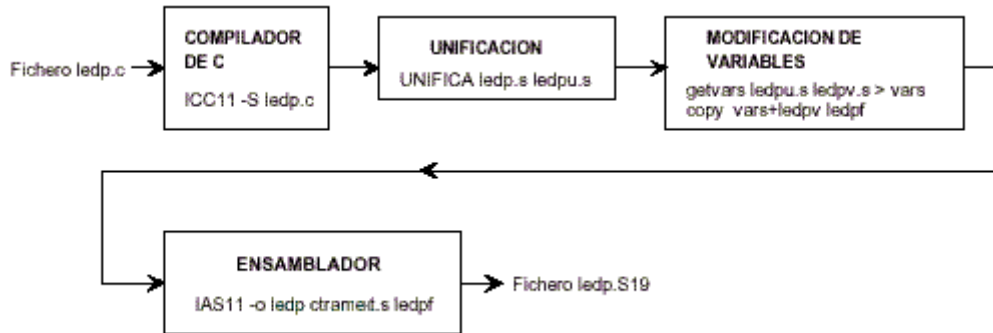 Fichero ledp.c
COMPILADOR
DE C
ICC11 -S ledp.c
UNIFICACION
UNIFICA ledp.s ledpu.s
MODIFICACION DE
VARIABLES
getvars ledpu.s ledpv.s > vars
copy vars+ledpv ledpf
ENSAMBLADOR
IAS11 -o ledp ctrameit.s ledpf
Fichero ledp.S19